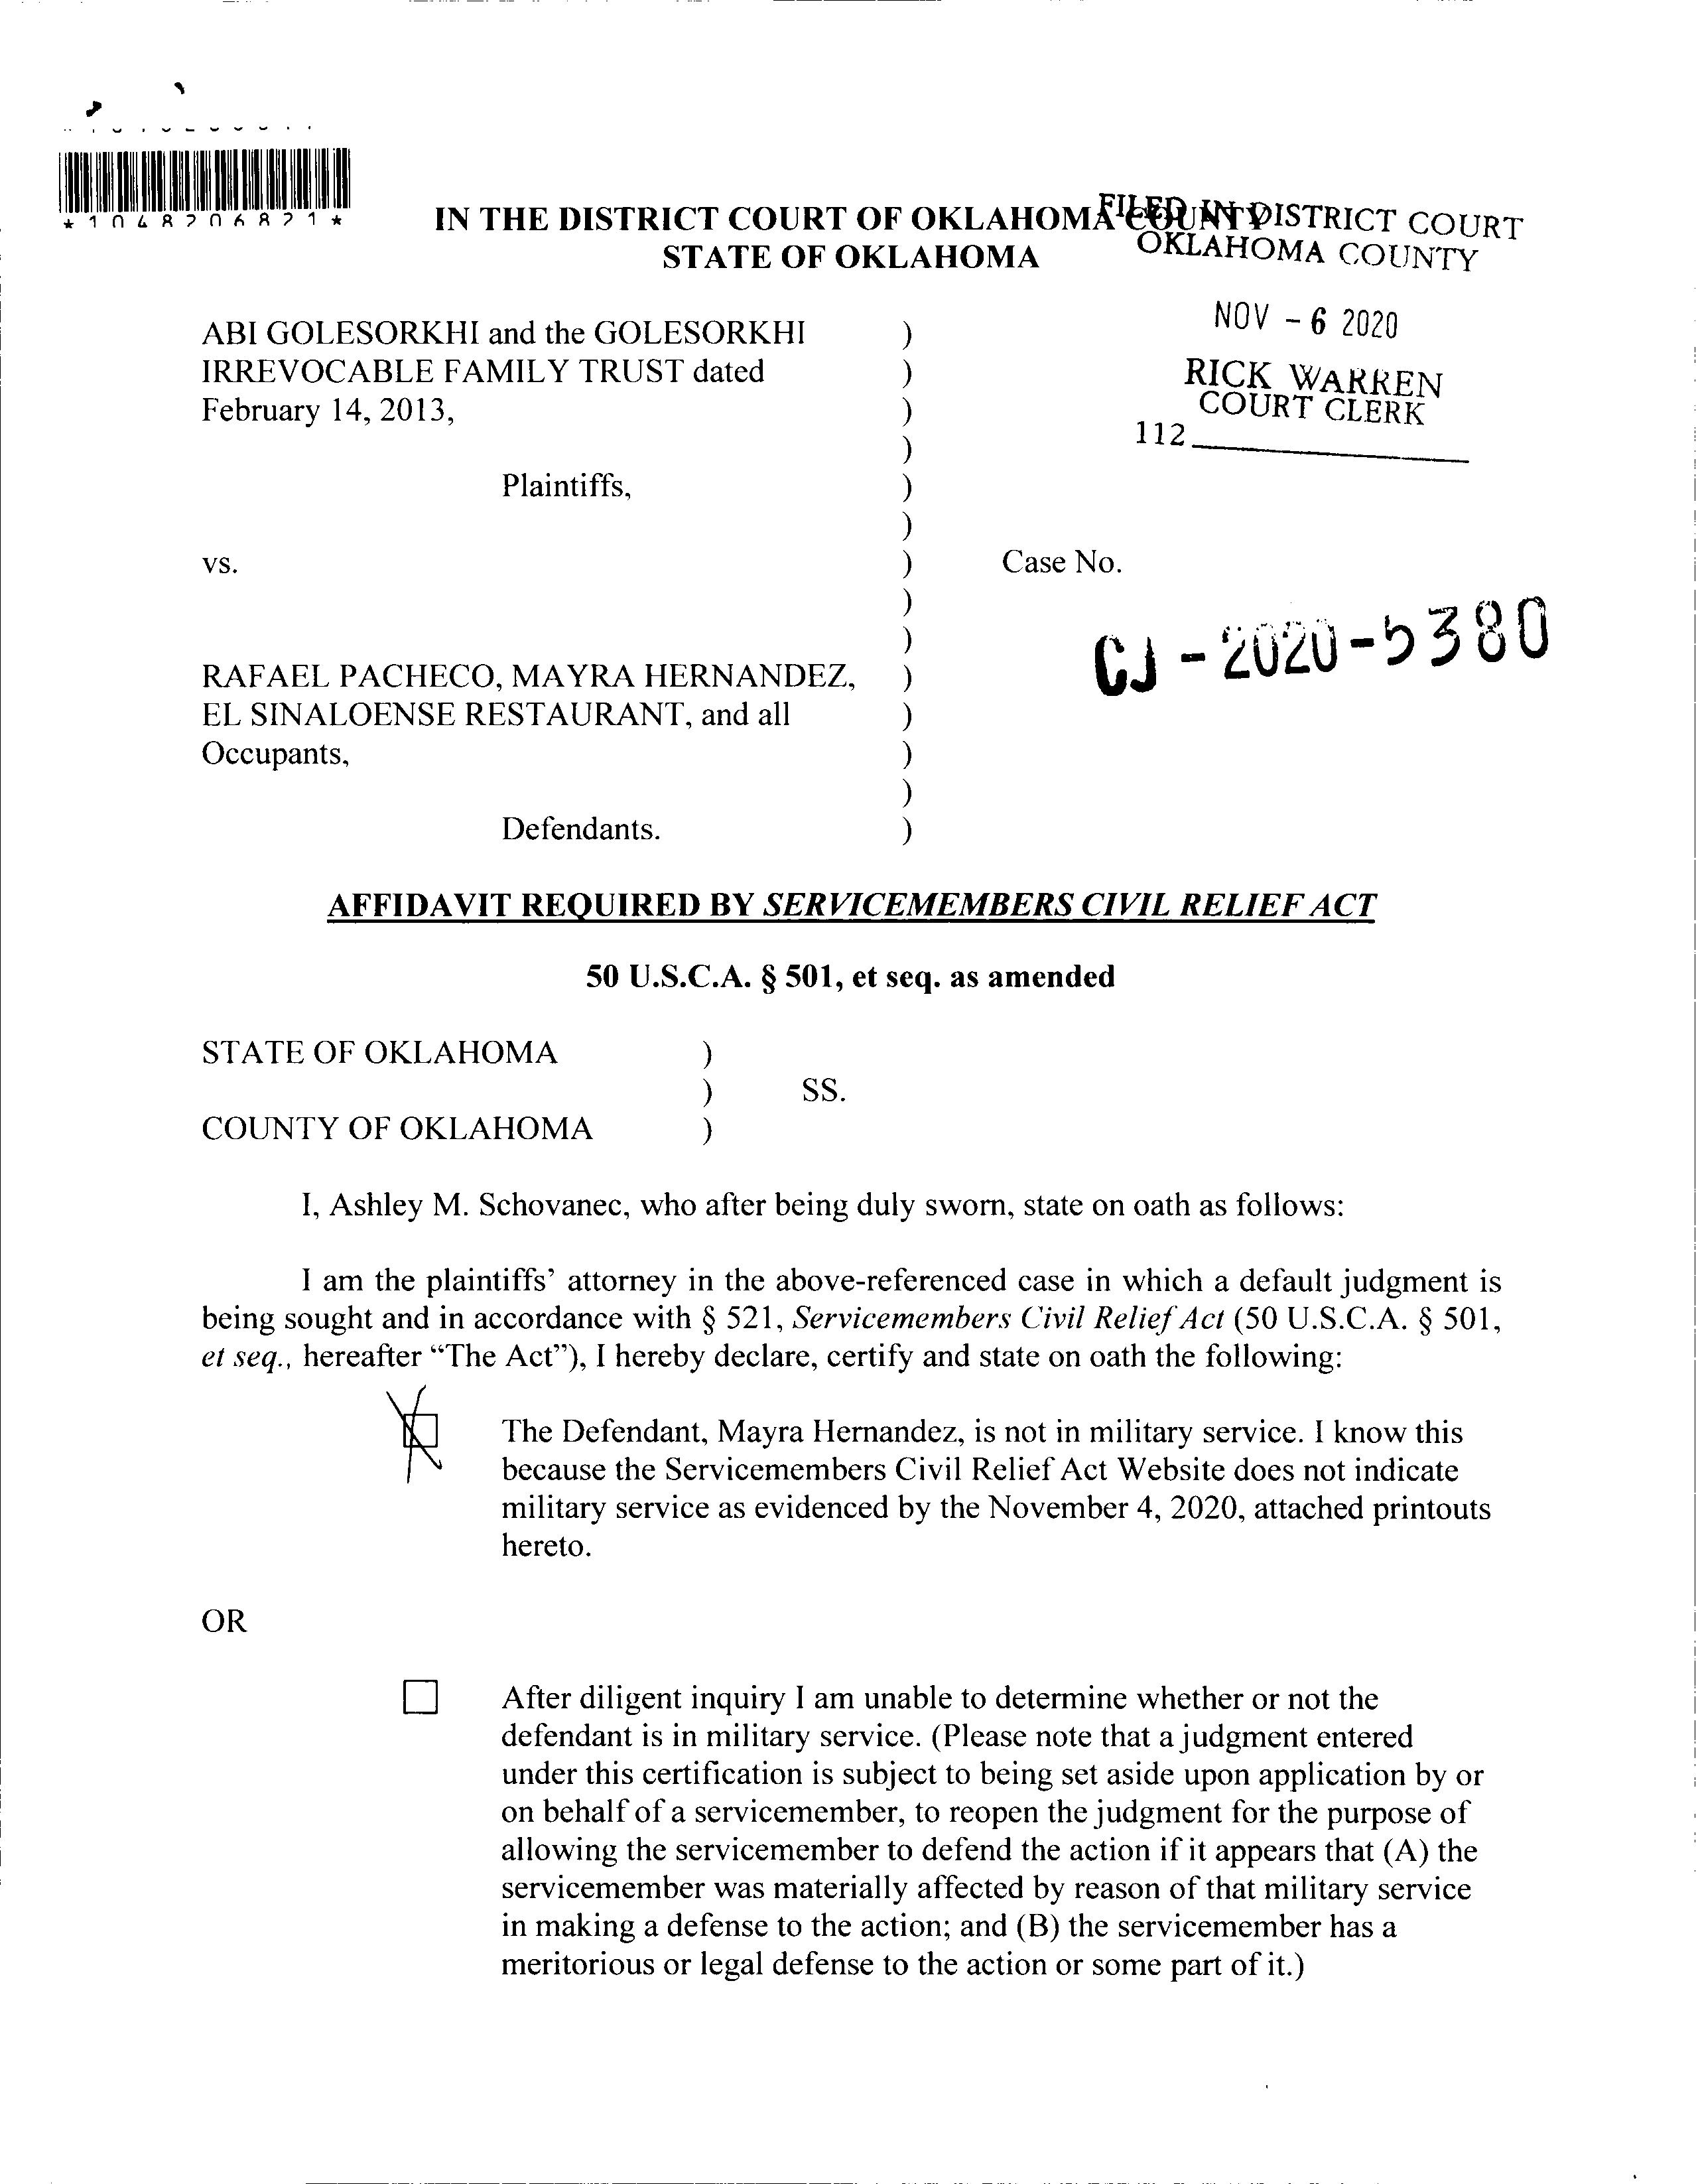 *1048206821*
IN THE DISTRICT COURT OF OKLAHOMA COUNTY
STATE OF OKLAHOMA
FILED IN DISTRICT COURT
OKLAHOMA COUNTY
NOV - 6 2020
RICK WARREN
COURT CLERK
112
ABI GOLESORKHI and the GOLESORKHI )
IRREVOCABLE FAMILY TRUST dated )
February 14, 2013, )
)
Plaintiffs, )
)
vs. ) Case No.
)
) CJ - 2020 - 5380
RAFAEL PACHECO, MAYRA HERNANDEZ, )
EL SINALOENSE RESTAURANT, and all )
Occupants, )
)
Defendants. )
AFFIDAVIT REQUIRED BY SERVICEMEMBERS CIVIL RELIEF ACT
50 U.S.C.A. § 501, et seq. as amended
STATE OF OKLAHOMA )
) SS.
COUNTY OF OKLAHOMA )
I, Ashley M. Schovanec, who after being duly sworn, state on oath as follows:
I am the plaintiffs' attorney in the above-referenced case in which a default judgment is
being sought and in accordance with § 521, Servicemembers Civil Relief Act (50 U.S.C.A. § 501,
et seq., hereafter "The Act"), I hereby declare, certify and state on oath the following:
The Defendant, Mayra Hernandez, is not in military service. I know this
because the Servicemembers Civil Relief Act Website does not indicate
military service as evidenced by the November 4, 2020, attached printouts
hereto.
OR
After diligent inquiry I am unable to determine whether or not the
defendant is in military service. (Please note that a judgment entered
under this certification is subject to being set aside upon application by or
on behalf of a servicemember, to reopen the judgment for the purpose of
allowing the servicemember to defend the action if it appears that (A) the
servicemember was materially affected by reason of that military service
in making a defense to the action; and (B) the servicemember has a
meritorious or legal defense to the action or some part of it.)